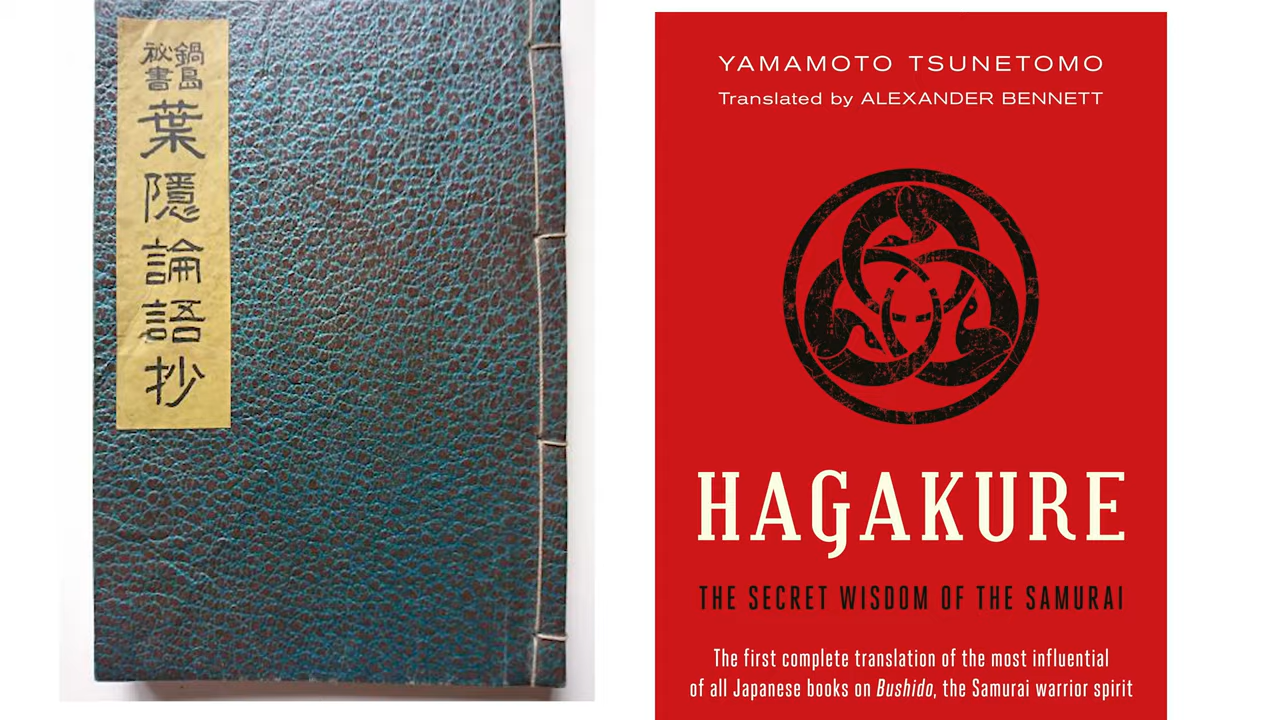 鍋島
秘書
葉隠論語抄
YAMAMOTO TSUNETOMO
Translated by ALEXANDER BENNETT
HAGAKURE
THE SECRET WISDOM OF THE SAMURAI
The first complete translation of the most influential
of all Japanese books on Bushido, the Samurai warrior spirit